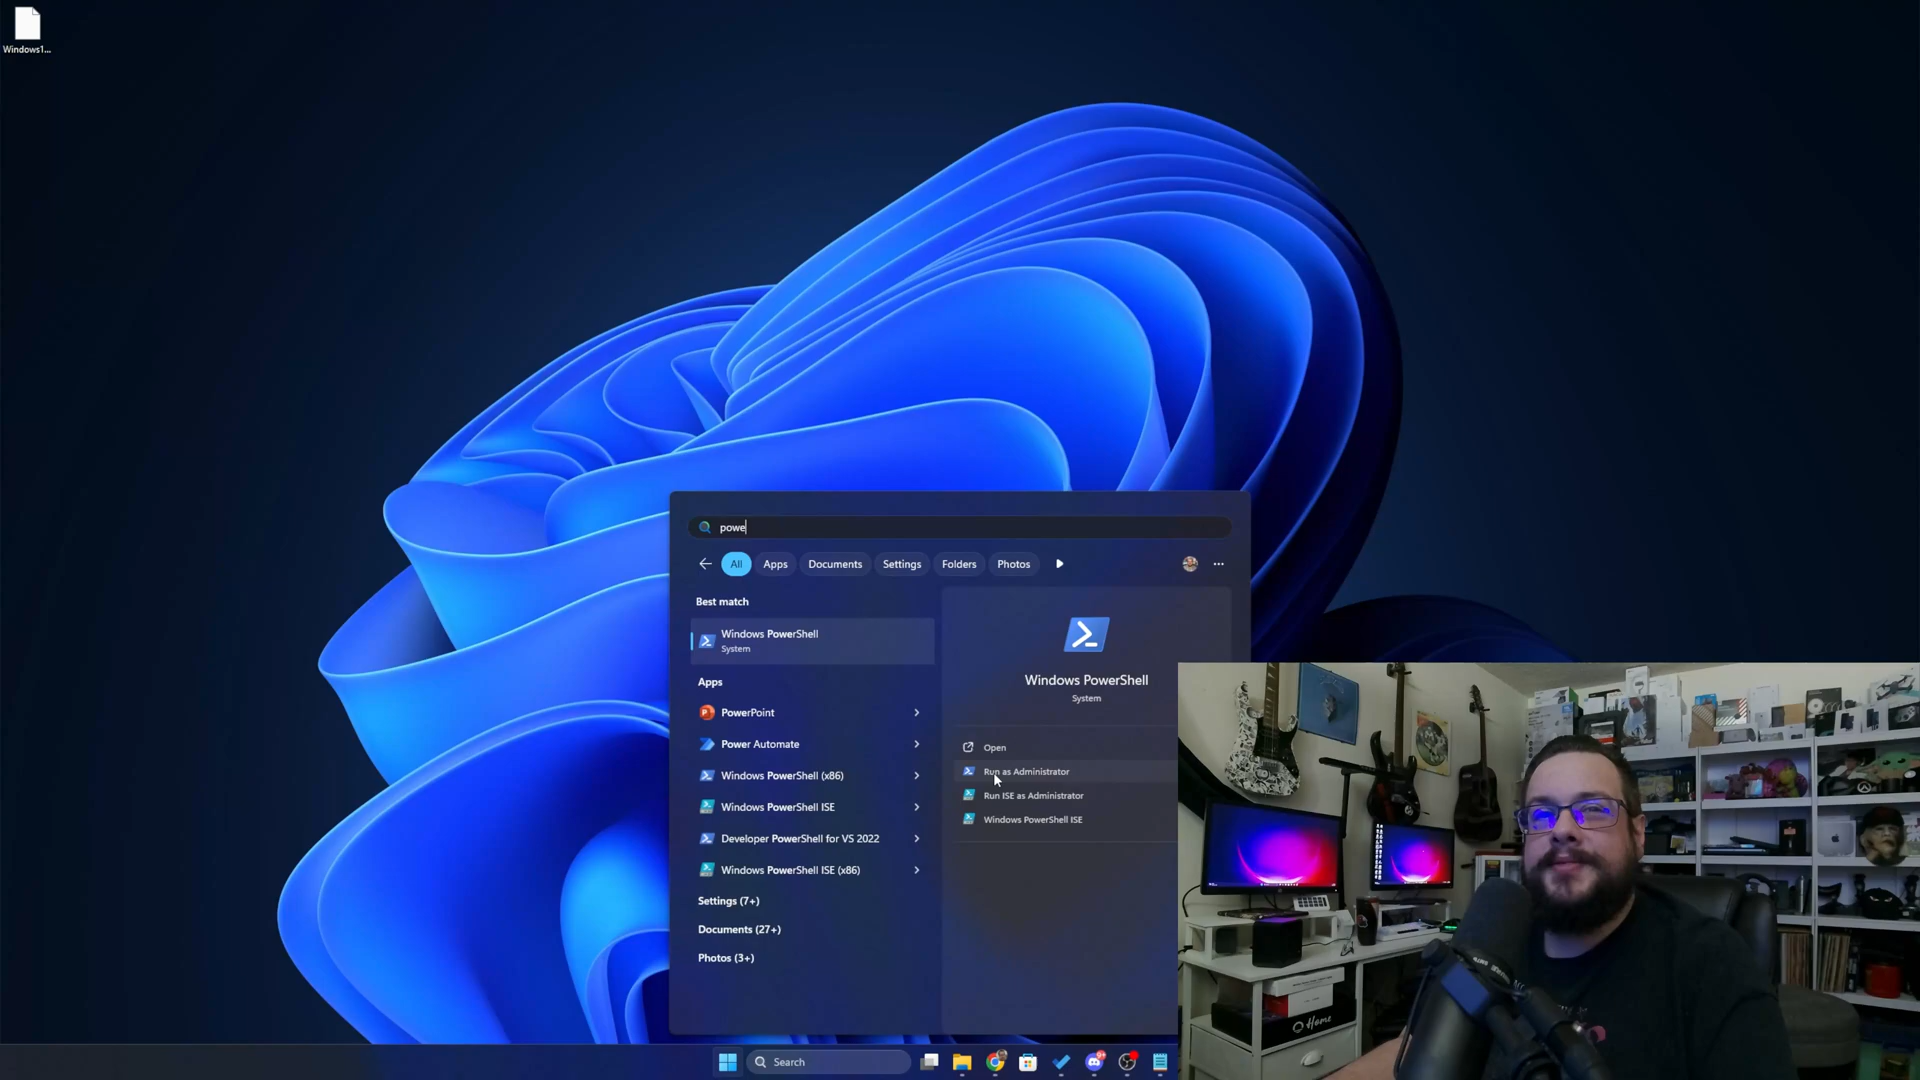 Windows1...
powe
All
Apps
Documents
Settings
Folders
Photos
Best match
Windows PowerShell
System
Apps
PowerPoint
Power Automate
Windows PowerShell (x86)
Windows PowerShell ISE
Developer PowerShell for VS 2022
Windows PowerShell ISE (x86)
Settings (7+)
Documents (27+)
Photos (3+)
Windows PowerShell
System
Open
Run as Administrator
Run ISE as Administrator
Windows PowerShell ISE
Home
Search